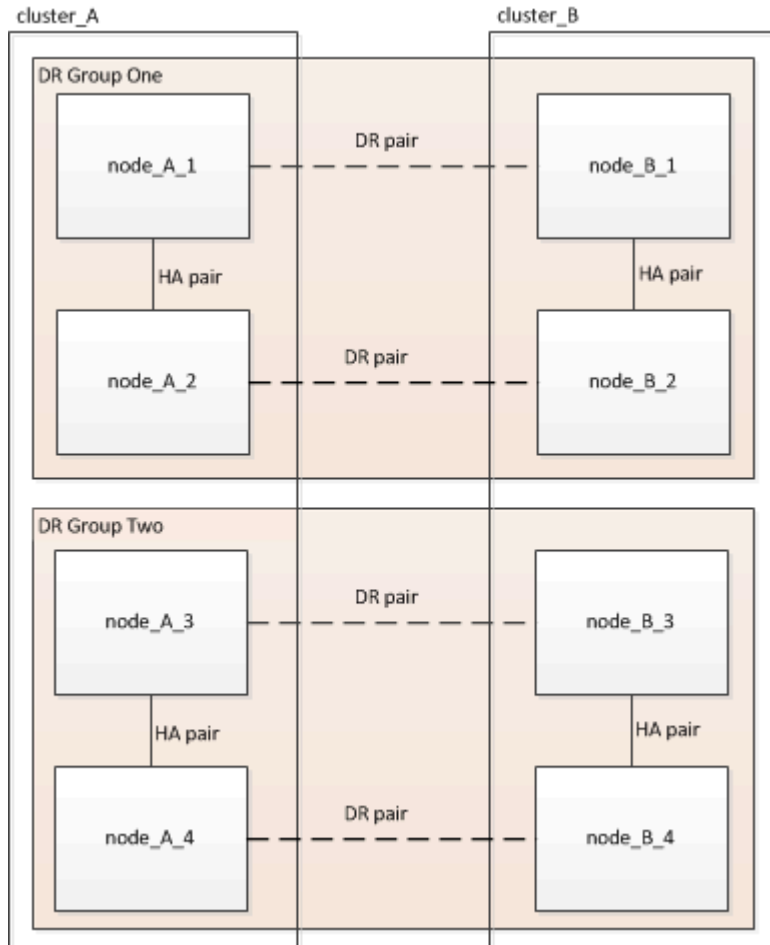 cluster_A
cluster_B
DR Group One
node_A_1
DR pair
node_B_1
HA pair
HA pair
node_A_2
DR pair
node_B_2
DR Group Two
node_A_3
DR pair
node_B_3
HA pair
HA pair
node_A_4
DR pair
node_B_4